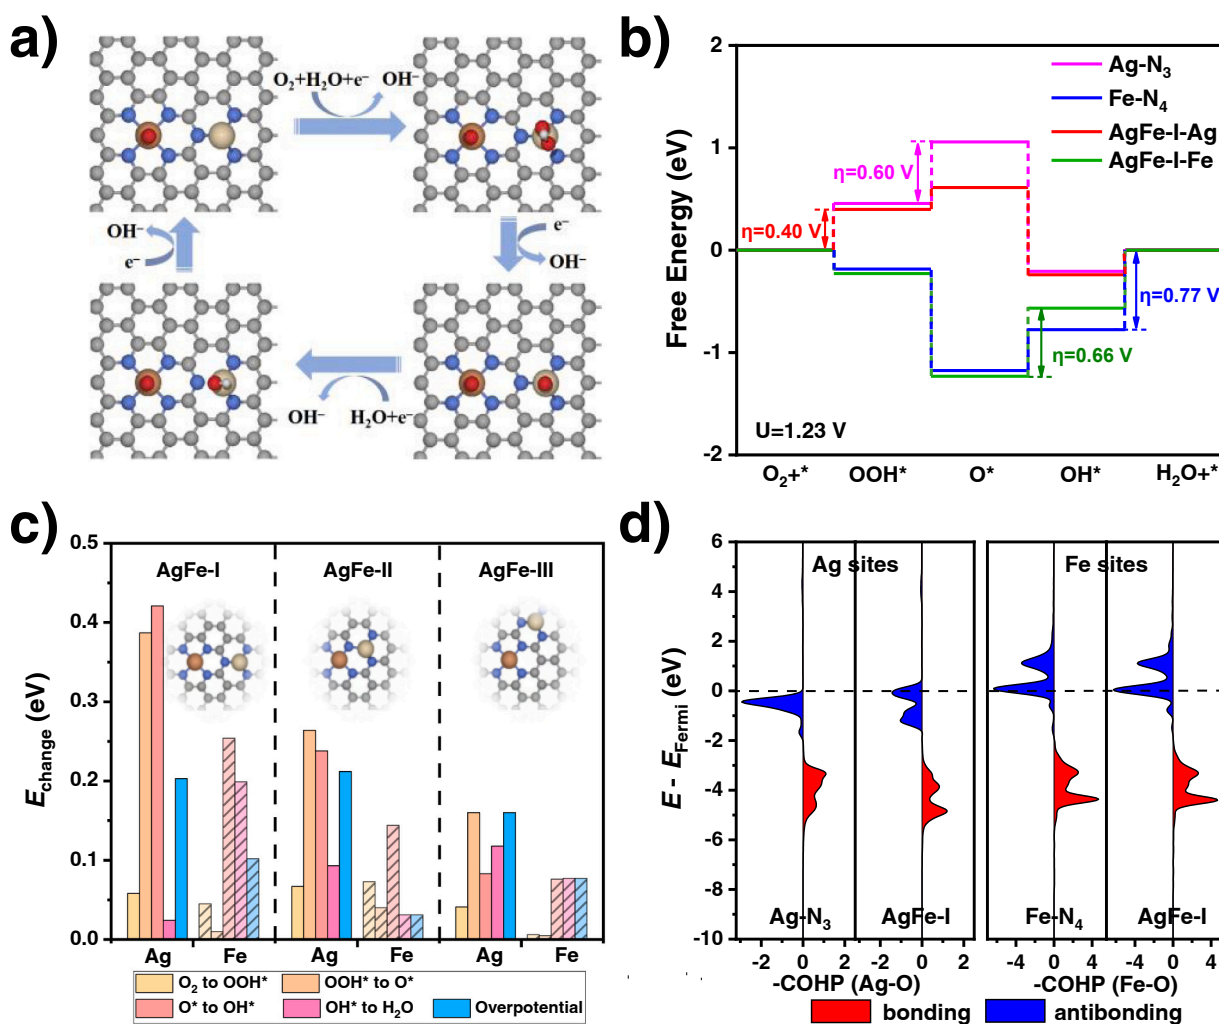 a)
O₂+H₂O+e⁻
OH⁻
OH⁻
e⁻
e⁻
OH⁻
OH⁻
H₂O+e⁻
b)
Free Energy (eV)
2
1
0
-1
-2
Ag-N₃
Fe-N₄
AgFe-I-Ag
AgFe-I-Fe
η=0.60 V
η=0.40 V
η=0.77 V
η=0.66 V
U=1.23 V
O₂+*
OOH*
O*
OH*
H₂O+*
c)
E_change (eV)
0.5
0.4
0.3
0.2
0.1
0.0
AgFe-I
AgFe-II
AgFe-III
Ag
Fe
Ag
Fe
Ag
Fe
O₂ to OOH*
OOH* to O*
O* to OH*
OH* to H₂O
Overpotential
d)
E - E_Fermi (eV)
6
4
2
0
-2
-4
-6
-8
-10
Ag sites
Fe sites
Ag-N₃
AgFe-I
Fe-N₄
AgFe-I
-2 0 2
-2 0 2
-4 0 4
-4 0 4
-COHP (Ag-O)
-COHP (Fe-O)
bonding
antibonding